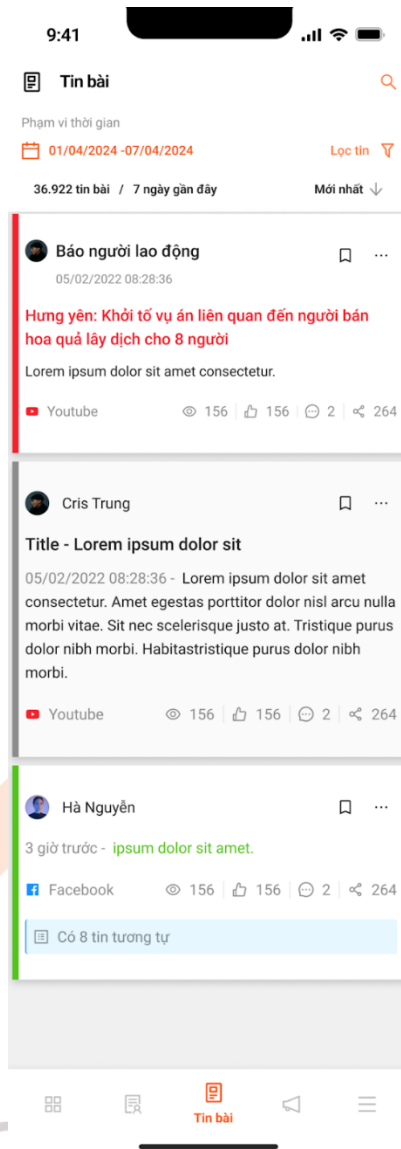 9:41
Tin bài
Phạm vi thời gian
01/04/2024 -07/04/2024 Lọc tin
36.922 tin bài / 7 ngày gần đây Mới nhất
Báo người lao động
05/02/2022 08:28:36
Hưng yên: Khởi tố vụ án liên quan đến người bán
hoa quả lây dịch cho 8 người
Lorem ipsum dolor sit amet consectetur.
Youtube 156 156 2 264
Cris Trung
Title - Lorem ipsum dolor sit
05/02/2022 08:28:36 - Lorem ipsum dolor sit amet
consectetur. Amet egestas porttitor dolor nisl arcu nulla
morbi vitae. Sit nec scelerisque justo at. Tristique purus
dolor nibh morbi. Habitastristique purus dolor nibh
morbi.
Youtube 156 156 2 264
Hà Nguyễn
3 giờ trước - ipsum dolor sit amet.
Facebook 156 156 2 264
Có 8 tin tương tự
Tin bài